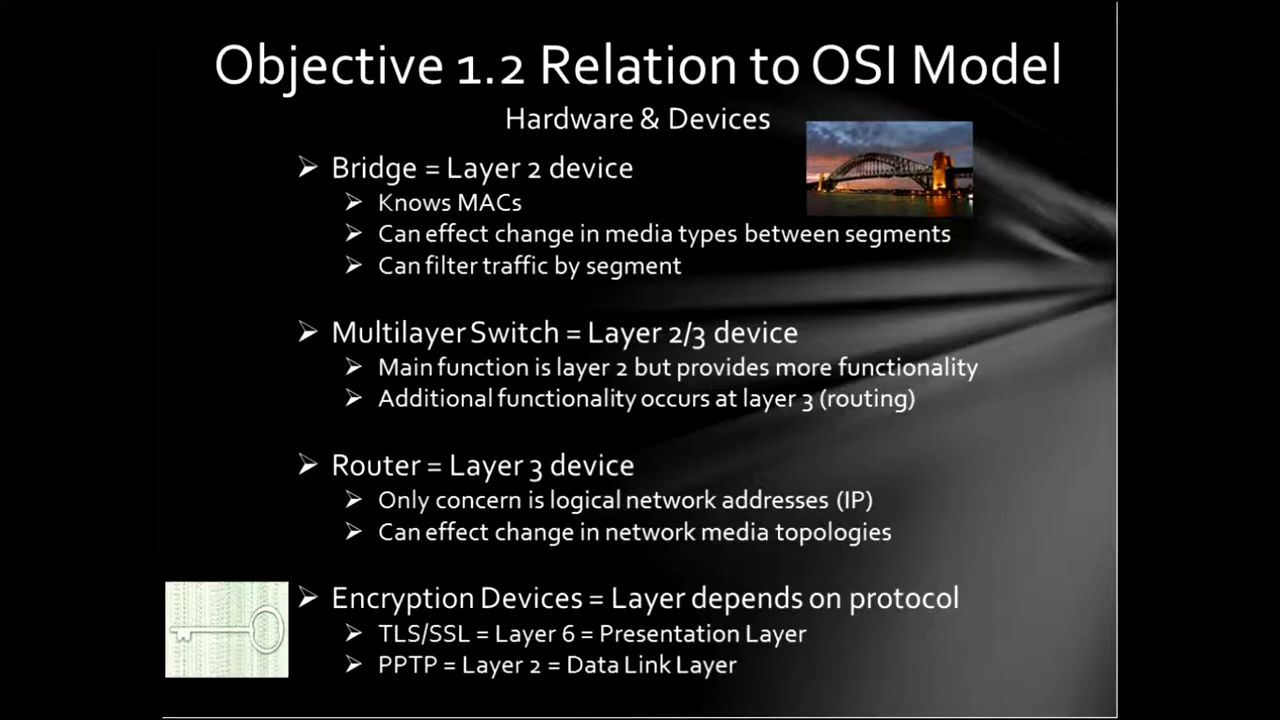 Objective 1.2 Relation to OSI Model
Hardware & Devices
Bridge = Layer 2 device
Knows MACs
Can effect change in media types between segments
Can filter traffic by segment
Multilayer Switch = Layer 2/3 device
Main function is layer 2 but provides more functionality
Additional functionality occurs at layer 3 (routing)
Router = Layer 3 device
Only concern is logical network addresses (IP)
Can effect change in network media topologies
Encryption Devices = Layer depends on protocol
TLS/SSL = Layer 6 = Presentation Layer
PPTP = Layer 2 = Data Link Layer